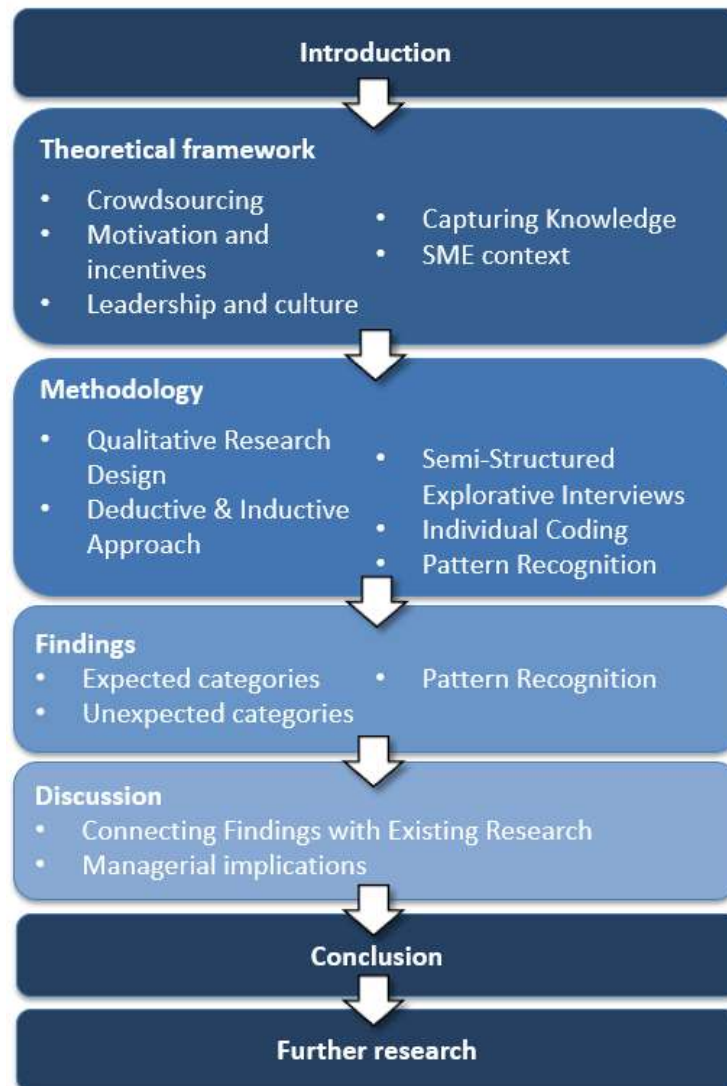 Introduction
Theoretical framework
• Crowdsourcing
• Motivation and
incentives
• Leadership and culture
• Capturing Knowledge
• SME context
Methodology
• Qualitative Research
Design
• Deductive & Inductive
Approach
• Semi-Structured
Explorative Interviews
• Individual Coding
• Pattern Recognition
Findings
• Expected categories
• Unexpected categories
• Pattern Recognition
Discussion
• Connecting Findings with Existing Research
• Managerial implications
Conclusion
Further research